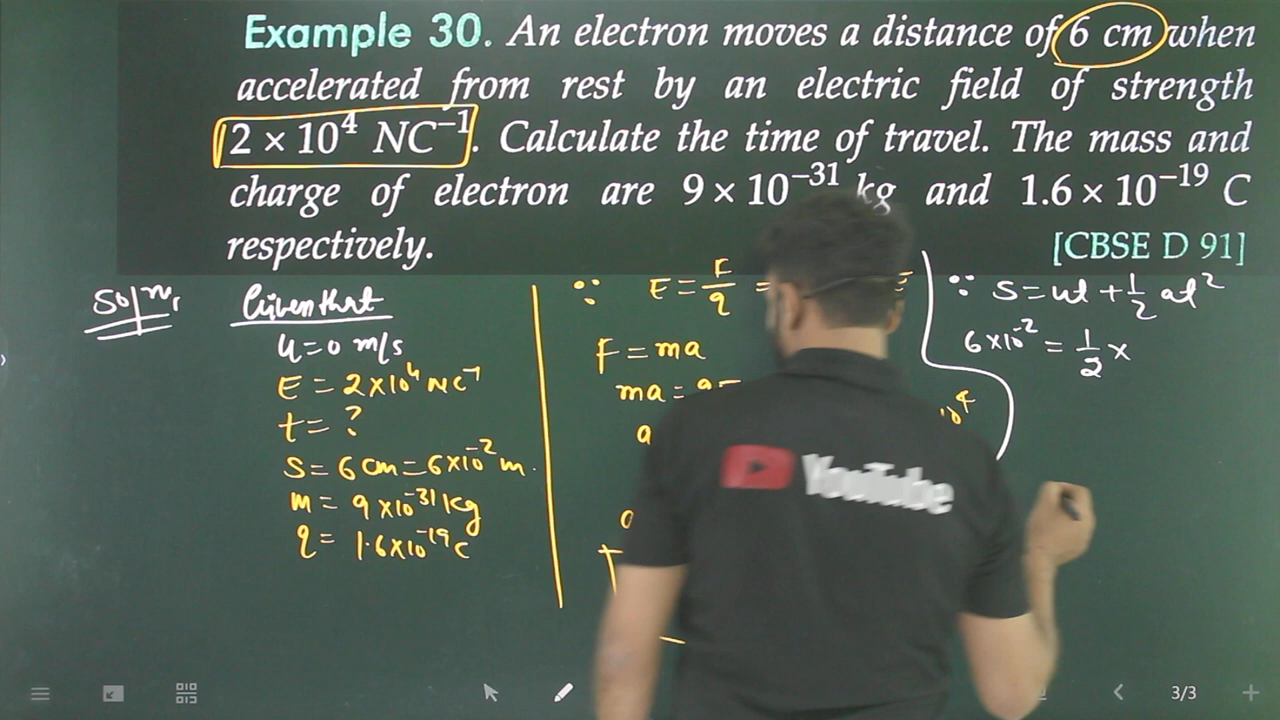 Example 30. An electron moves a distance of 6 cm when
accelerated from rest by an electric field of strength
2 × 10⁴ NC⁻¹. Calculate the time of travel. The mass and
charge of electron are 9 × 10⁻³¹ kg and 1.6 × 10⁻¹⁹ C
respectively. [CBSE D 91]
Soln,
Given that
u = 0 m/s
E = 2×10⁴ NC⁻¹
t = ?
S = 6 cm = 6×10⁻² m.
m = 9×10⁻³¹ kg
q = 1.6×10⁻¹⁹ C
∵ E = F/q =
F = ma
ma =
a
10⁴
∵ S = ut + 1/2 at²
6×10⁻² = 1/2 ×
YouTube
3/3